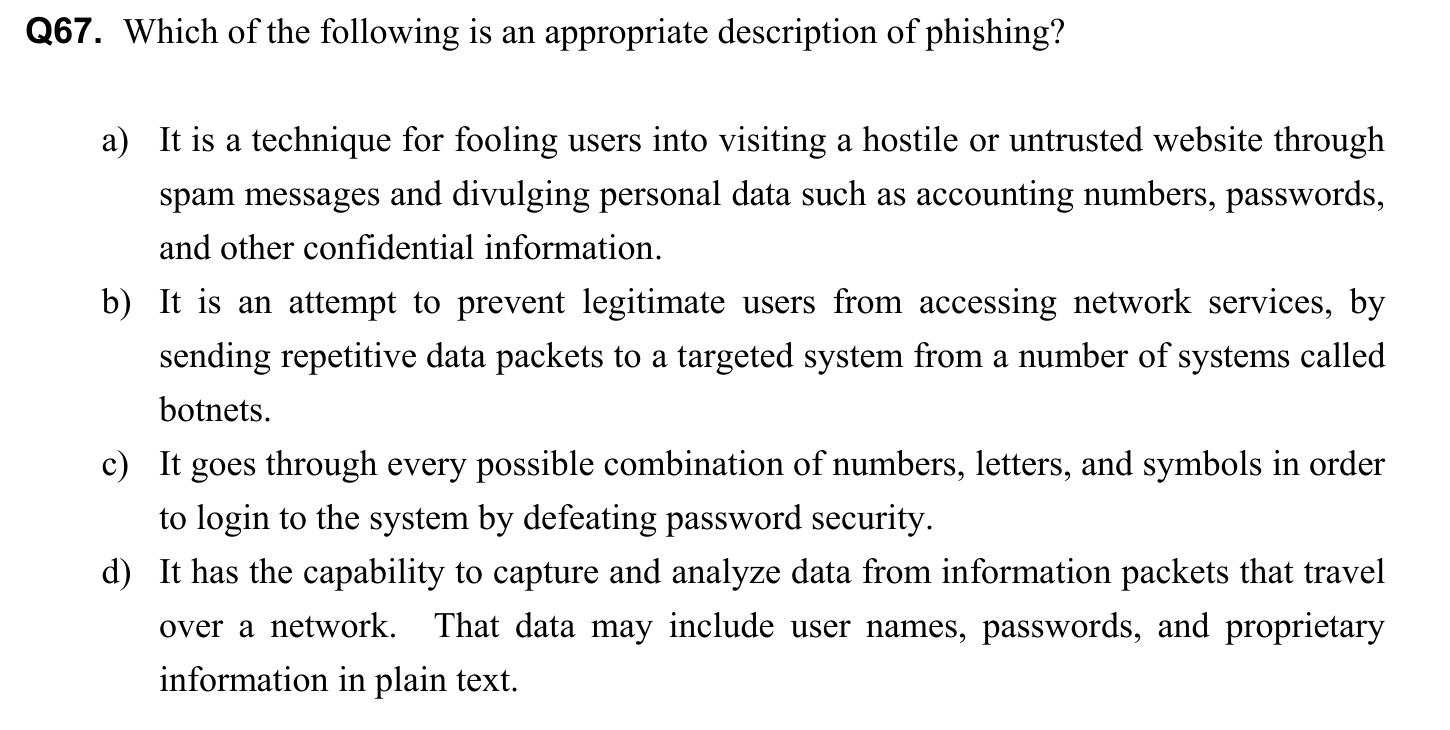 Q67. Which of the following is an appropriate description of phishing?
a) It is a technique for fooling users into visiting a hostile or untrusted website through
spam messages and divulging personal data such as accounting numbers, passwords,
and other confidential information.
b) It is an attempt to prevent legitimate users from accessing network services, by
sending repetitive data packets to a targeted system from a number of systems called
botnets.
c) It goes through every possible combination of numbers, letters, and symbols in order
to login to the system by defeating password security.
d) It has the capability to capture and analyze data from information packets that travel
over a network. That data may include user names, passwords, and proprietary
information in plain text.